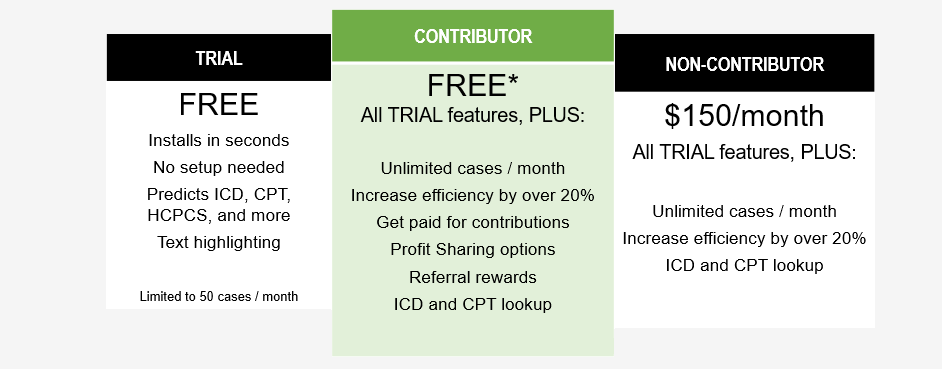 TRIAL
FREE
Installs in seconds
No setup needed
Predicts ICD, CPT,
HCPCS, and more
Text highlighting
Limited to 50 cases / month
CONTRIBUTOR
FREE*
All TRIAL features, PLUS:
Unlimited cases / month
Increase efficiency by over 20%
Get paid for contributions
Profit Sharing options
Referral rewards
ICD and CPT lookup
NON-CONTRIBUTOR
$150/month
All TRIAL features, PLUS:
Unlimited cases / month
Increase efficiency by over 20%
ICD and CPT lookup